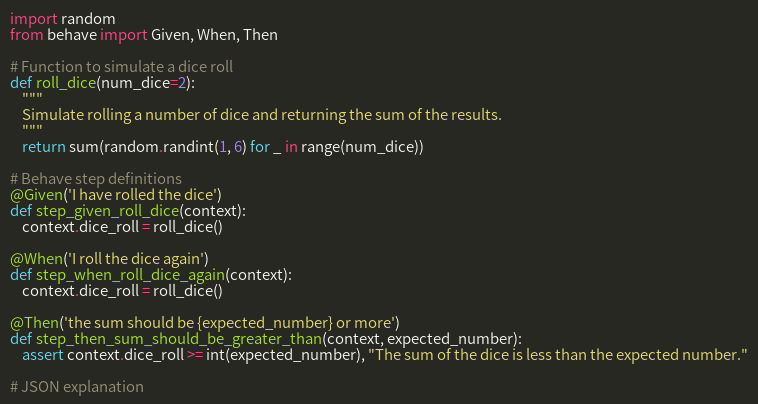 import random
from behave import Given, When, Then
# Function to simulate a dice roll
def roll_dice(num_dice=2):
"""
Simulate rolling a number of dice and returning the sum of the results.
"""
return sum(random.randint(1, 6) for _ in range(num_dice))
# Behave step definitions
@Given('I have rolled the dice')
def step_given_roll_dice(context):
context.dice_roll = roll_dice()
@When('I roll the dice again')
def step_when_roll_dice_again(context):
context.dice_roll = roll_dice()
@Then('the sum should be {expected_number} or more')
def step_then_sum_should_be_greater_than(context, expected_number):
assert context.dice_roll >= int(expected_number), "The sum of the dice is less than the expected number."
# JSON explanation